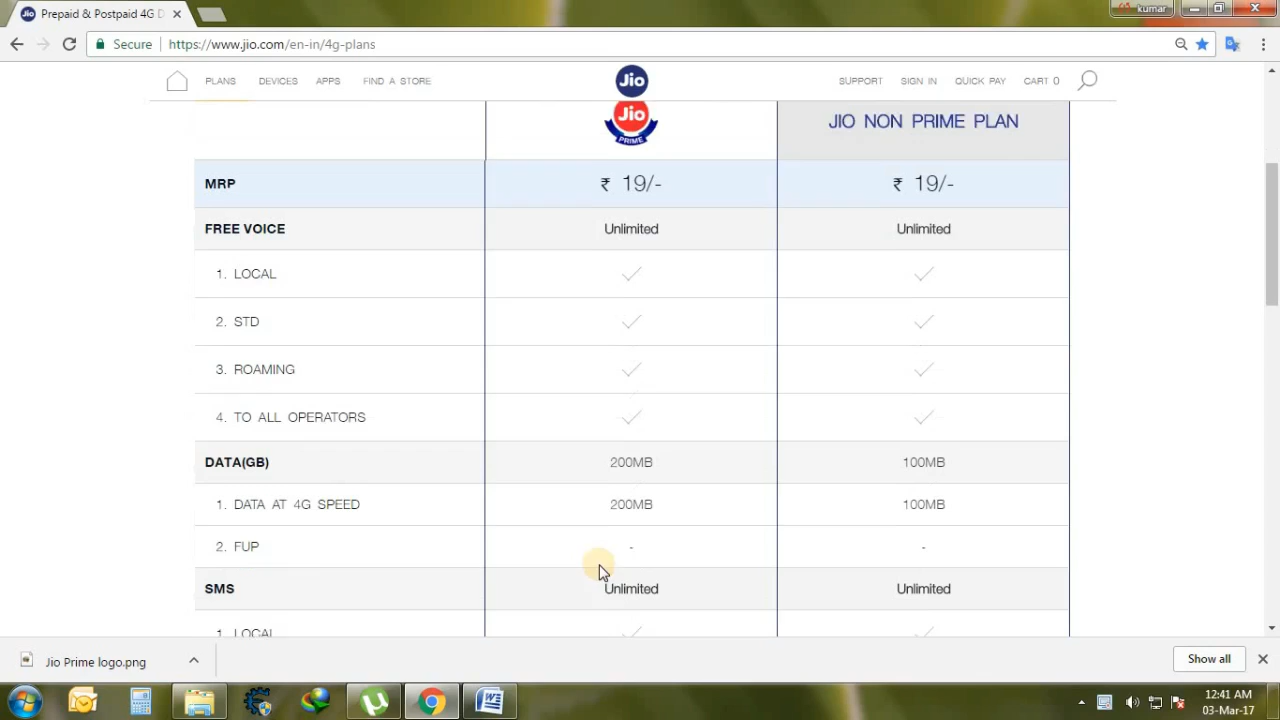 Prepaid & Postpaid 4G D
kumar
Secure
https://www.jio.com/en-in/4g-plans
PLANS
DEVICES
APPS
FIND A STORE
Jio
SUPPORT
SIGN IN
QUICK PAY
CART 0
Jio
PRIME
JIO NON PRIME PLAN
MRP ₹ 19/- ₹ 19/-
FREE VOICE Unlimited Unlimited
1. LOCAL
2. STD
3. ROAMING
4. TO ALL OPERATORS
DATA(GB) 200MB 100MB
1. DATA AT 4G SPEED 200MB 100MB
2. FUP - -
SMS Unlimited Unlimited
1. LOCAL
Jio Prime logo.png
Show all
12:41 AM
03-Mar-17